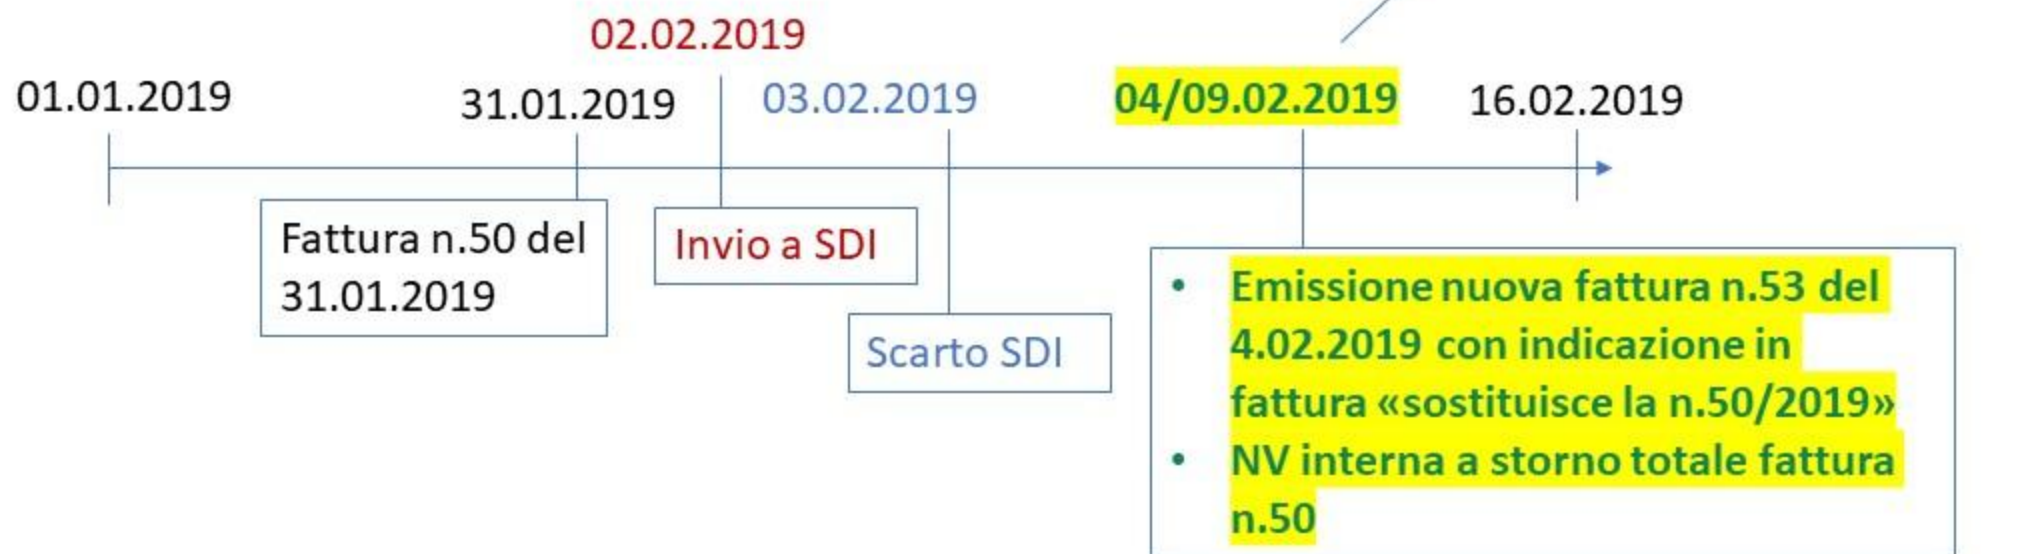 02.02.2019
01.01.2019
31.01.2019
03.02.2019
04/09.02.2019
16.02.2019
Fattura n.50 del
31.01.2019
Invio a SDI
Scarto SDI
• Emissione nuova fattura n.53 del
4.02.2019 con indicazione in
fattura «sostituisce la n.50/2019»
• NV interna a storno totale fattura
n.50